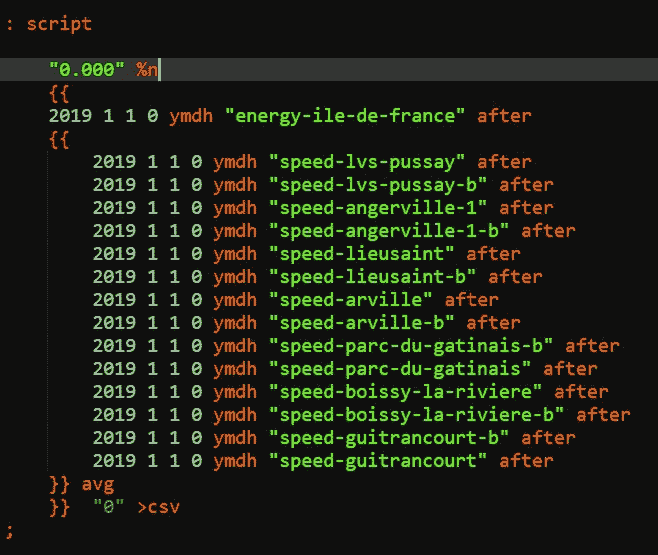 : script
"0.000" %n
{{
2019 1 1 0 ymdh "energy-ile-de-france" after
{{
2019 1 1 0 ymdh "speed-lvs-pussay" after
2019 1 1 0 ymdh "speed-lvs-pussay-b" after
2019 1 1 0 ymdh "speed-angerville-1" after
2019 1 1 0 ymdh "speed-angerville-1-b" after
2019 1 1 0 ymdh "speed-lieusaint" after
2019 1 1 0 ymdh "speed-lieusaint-b" after
2019 1 1 0 ymdh "speed-arville" after
2019 1 1 0 ymdh "speed-arville-b" after
2019 1 1 0 ymdh "speed-parc-du-gatinais-b" after
2019 1 1 0 ymdh "speed-parc-du-gatinais" after
2019 1 1 0 ymdh "speed-boissy-la-riviere" after
2019 1 1 0 ymdh "speed-boissy-la-riviere-b" after
2019 1 1 0 ymdh "speed-guitrancourt-b" after
2019 1 1 0 ymdh "speed-guitrancourt" after
}} avg
}} "0" >csv
;